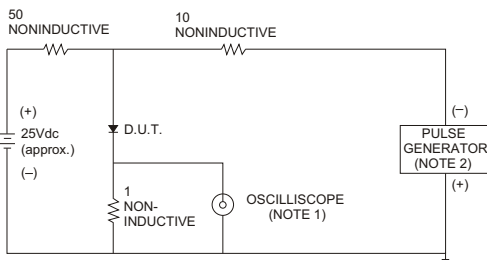 50
NONINDUCTIVE
10
NONINDUCTIVE
(+)
25Vdc
(approx.)
(–)
D.U.T.
1
NON-
INDUCTIVE
OSCILLISCOPE
(NOTE 1)
(–)
PULSE
GENERATOR
(NOTE 2)
(+)